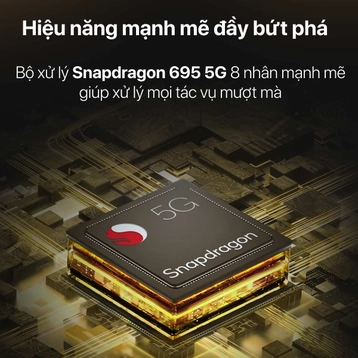 Hiệu năng mạnh mẽ đầy bứt phá
Bộ xử lý Snapdragon 695 5G 8 nhân mạnh mẽ
giúp xử lý mọi tác vụ mượt mà
5G
Snapdragon